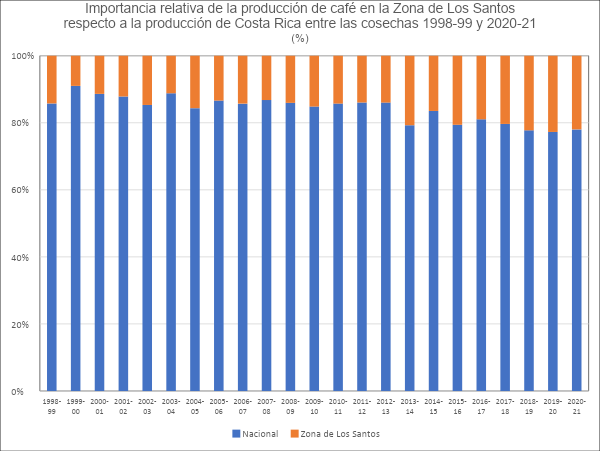 Importancia relativa de la producción de café en la Zona de Los Santos
respecto a la producción de Costa Rica entre las cosechas 1998-99 y 2020-21
(%)
100%
80%
60%
40%
20%
0%
1998-99 1999-00 2000-01 2001-02 2002-03 2003-04 2004-05 2005-06 2006-07 2007-08 2008-09 2009-10 2010-11 2011-12 2012-13 2013-14 2014-15 2015-16 2016-17 2017-18 2018-19 2019-20 2020-21
Nacional Zona de Los Santos